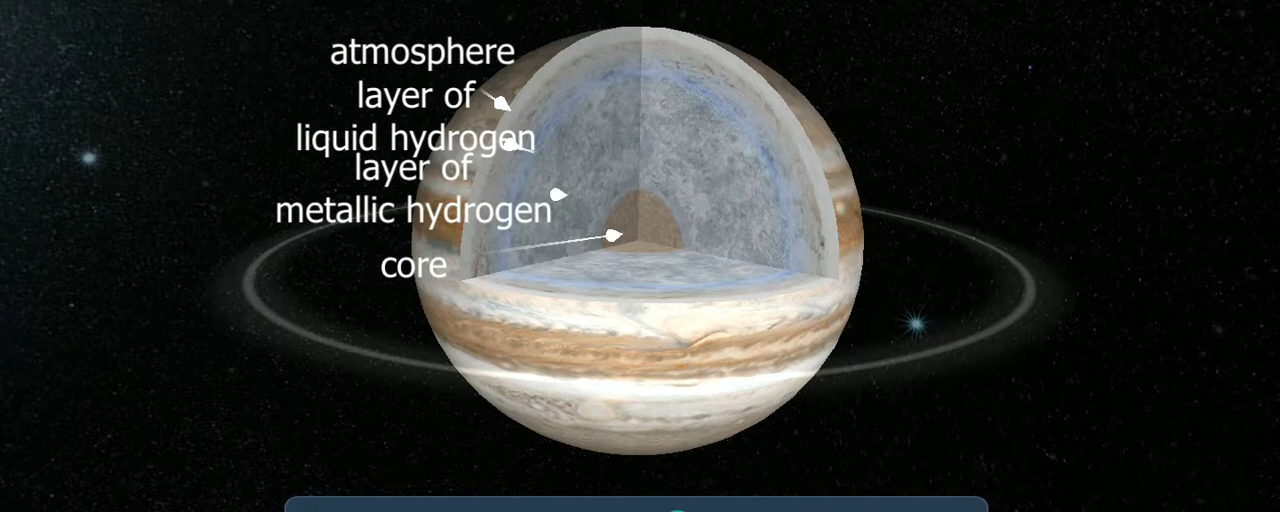 atmosphere
layer of
liquid hydrogen
layer of
metallic hydrogen
core